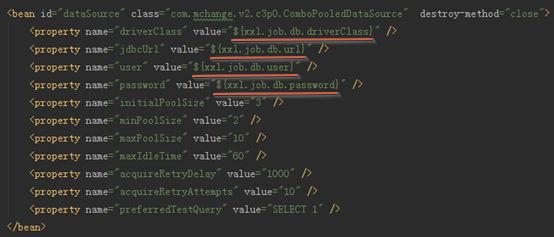 <bean id="dataSource" class="com.mchange.v2.c3p0.ComboPooledDataSource"  destroy-method="close">
<property name="driverClass" value="${xxl.job.db.driverClass}" />
<property name="jdbcUrl" value="${xxl.job.db.url}" />
<property name="user" value="${xxl.job.db.user}" />
<property name="password" value="${xxl.job.db.password}" />
<property name="initialPoolSize" value="3" />
<property name="minPoolSize" value="2" />
<property name="maxPoolSize" value="10" />
<property name="maxIdleTime" value="60" />
<property name="acquireRetryDelay" value="1000" />
<property name="acquireRetryAttempts" value="10" />
<property name="preferredTestQuery" value="SELECT 1" />
</bean>